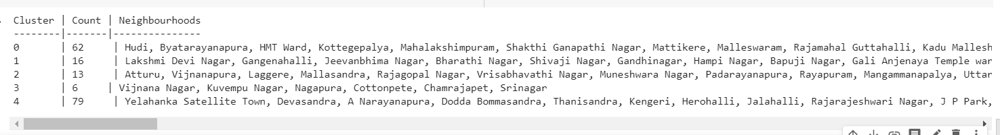 Cluster | Count | Neighbourhoods
--------|-------|---------------
0       | 62     | Hudi, Byatarayanapura, HMT Ward, Kottegepalya, Mahalakshimpuram, Shakthi Ganapathi Nagar, Mattikere, Malleswaram, Rajamahal Guttahalli, Kadu Mallesh
1       | 16     | Lakshmi Devi Nagar, Gangenahalli, Jeevanbhima Nagar, Bharathi Nagar, Shivaji Nagar, Gandhinagar, Hampi Nagar, Bapuji Nagar, Gali Anjenaya Temple war
2       | 13     | Atturu, Vijnanapura, Laggere, Mallasandra, Rajagopal Nagar, Vrisabhavathi Nagar, Muneshwara Nagar, Padarayanapura, Rayapuram, Mangammanapalya, Uttar
3       | 6     | Vijnana Nagar, Kuvempu Nagar, Nagapura, Cottonpete, Chamrajapet, Srinagar
4       | 79     | Yelahanka Satellite Town, Devasandra, A Narayanapura, Dodda Bommasandra, Thanisandra, Kengeri, Herohalli, Jalahalli, Rajarajeshwari Nagar, J P Park,